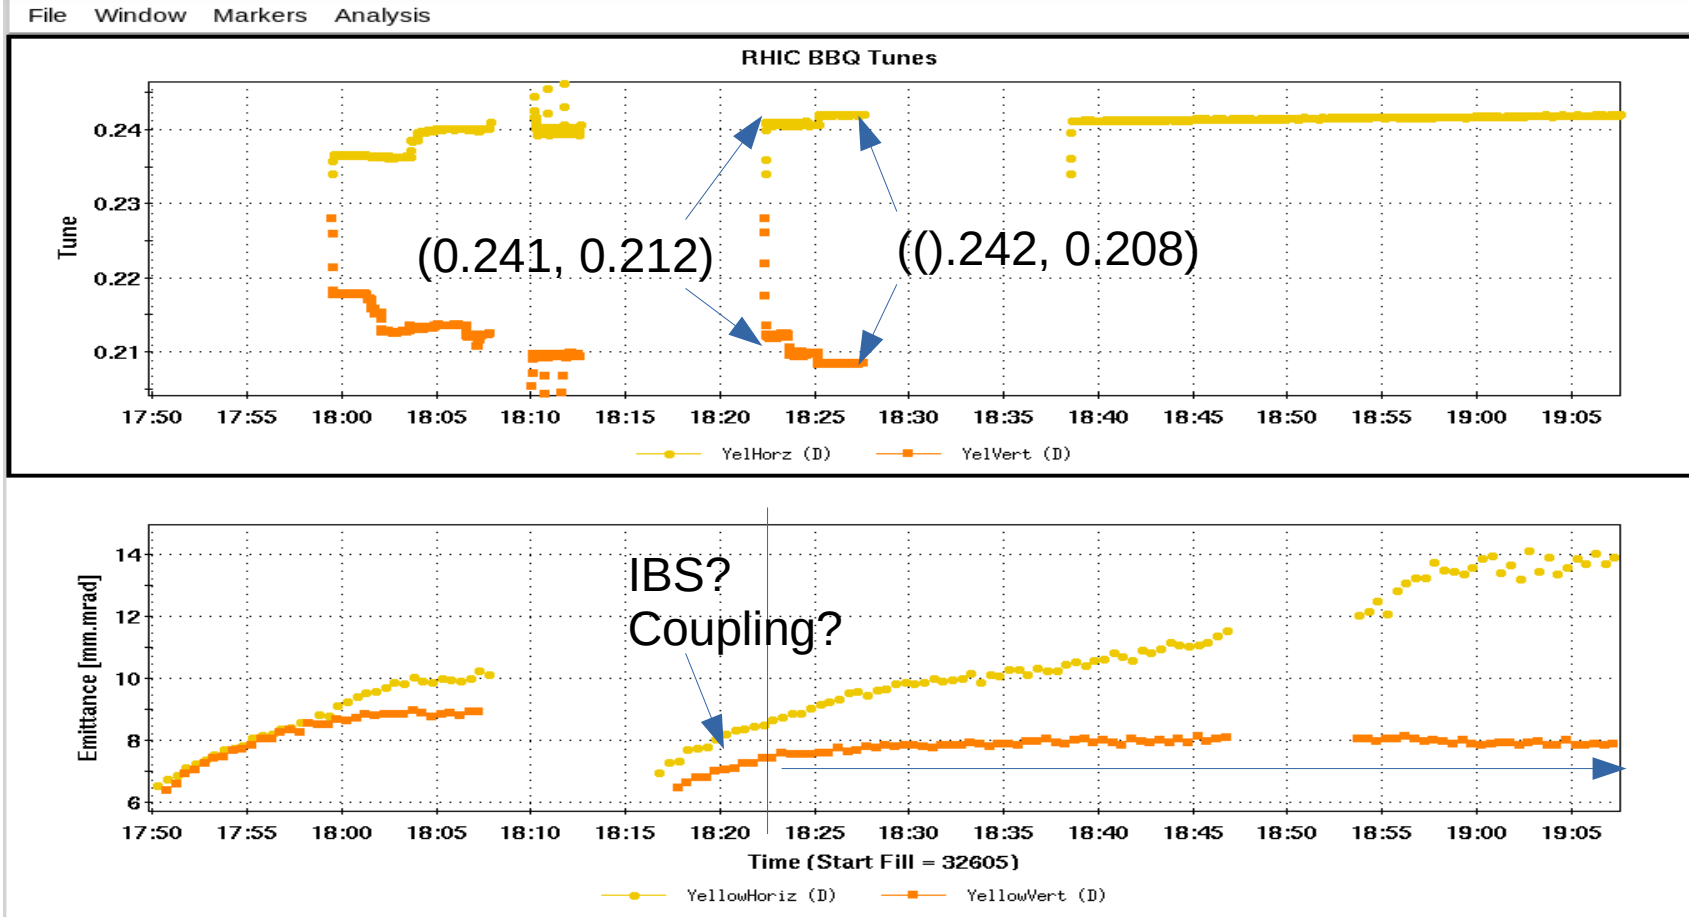 File Window Markers Analysis
RHIC BBQ Tunes
0.24
0.23
0.22
0.21
Tune
(0.241, 0.212)
(().242, 0.208)
17:50 17:55 18:00 18:05 18:10 18:15 18:20 18:25 18:30 18:35 18:40 18:45 18:50 18:55 19:00 19:05
YelHorz (D) YelVert (D)
14
12
10
8
6
Emittance [mm.mrad]
IBS?
Coupling?
17:50 17:55 18:00 18:05 18:10 18:15 18:20 18:25 18:30 18:35 18:40 18:45 18:50 18:55 19:00 19:05
Time (Start Fill = 32605)
YellowHoriz (D) YellowVert (D)